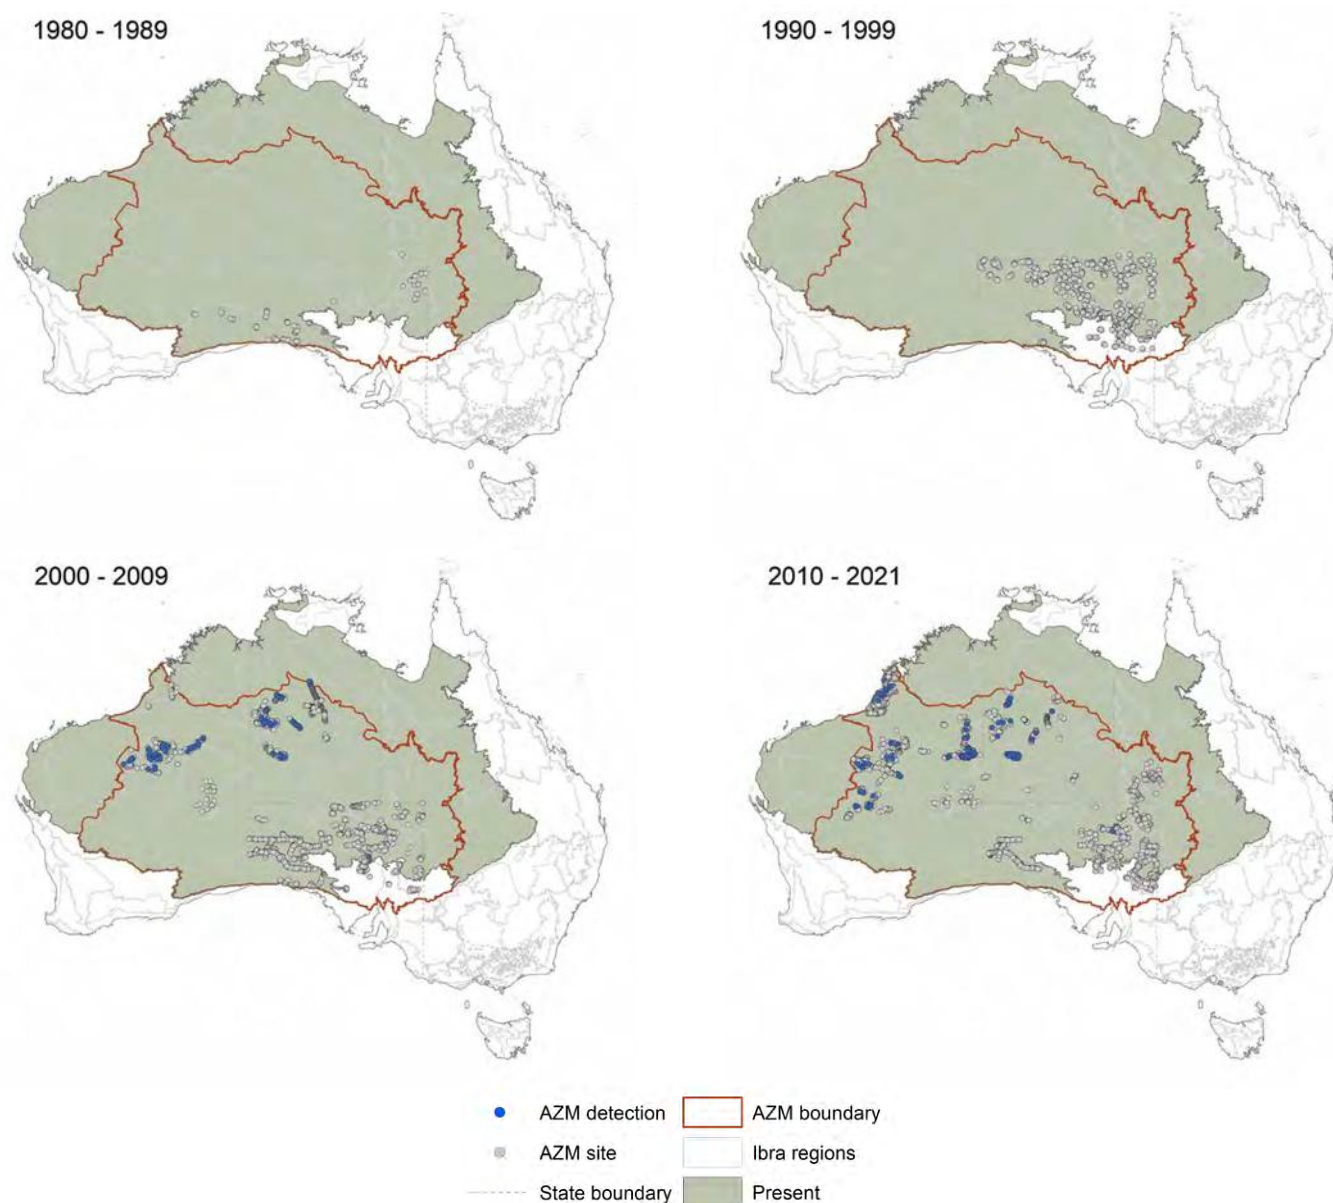 1980 - 1989
1990 - 1999
2000 - 2009
2010 - 2021
AZM detection
AZM boundary
AZM site
Ibra regions
State boundary
Present